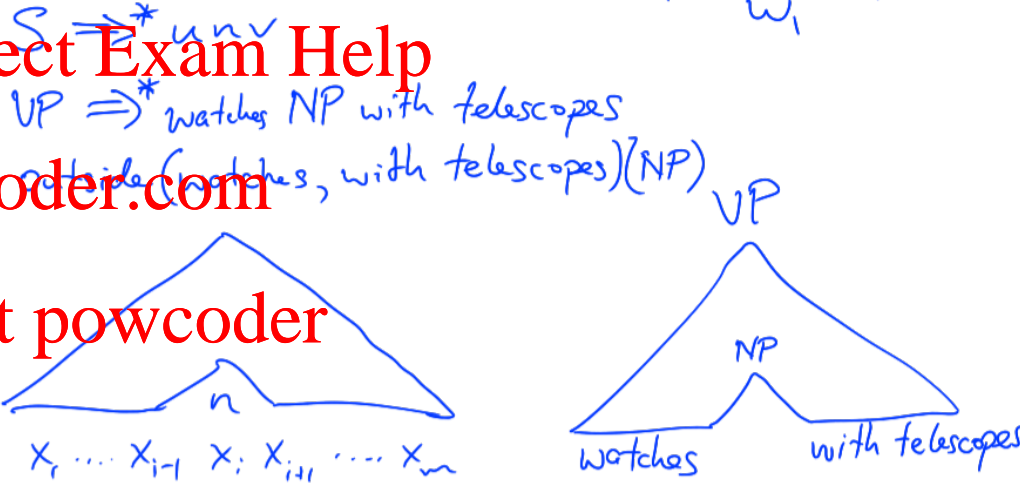 S ⇒* u n v
W₁
ect Exam Help
VP ⇒* watches NP with telescopes
outside(watches, with telescopes)(NP)
oder.com
VP
t powcoder
NP
n
x₁ .... xᵢ₋₁ xᵢ xᵢ₊₁ .... xₘ
watches
with telescopes